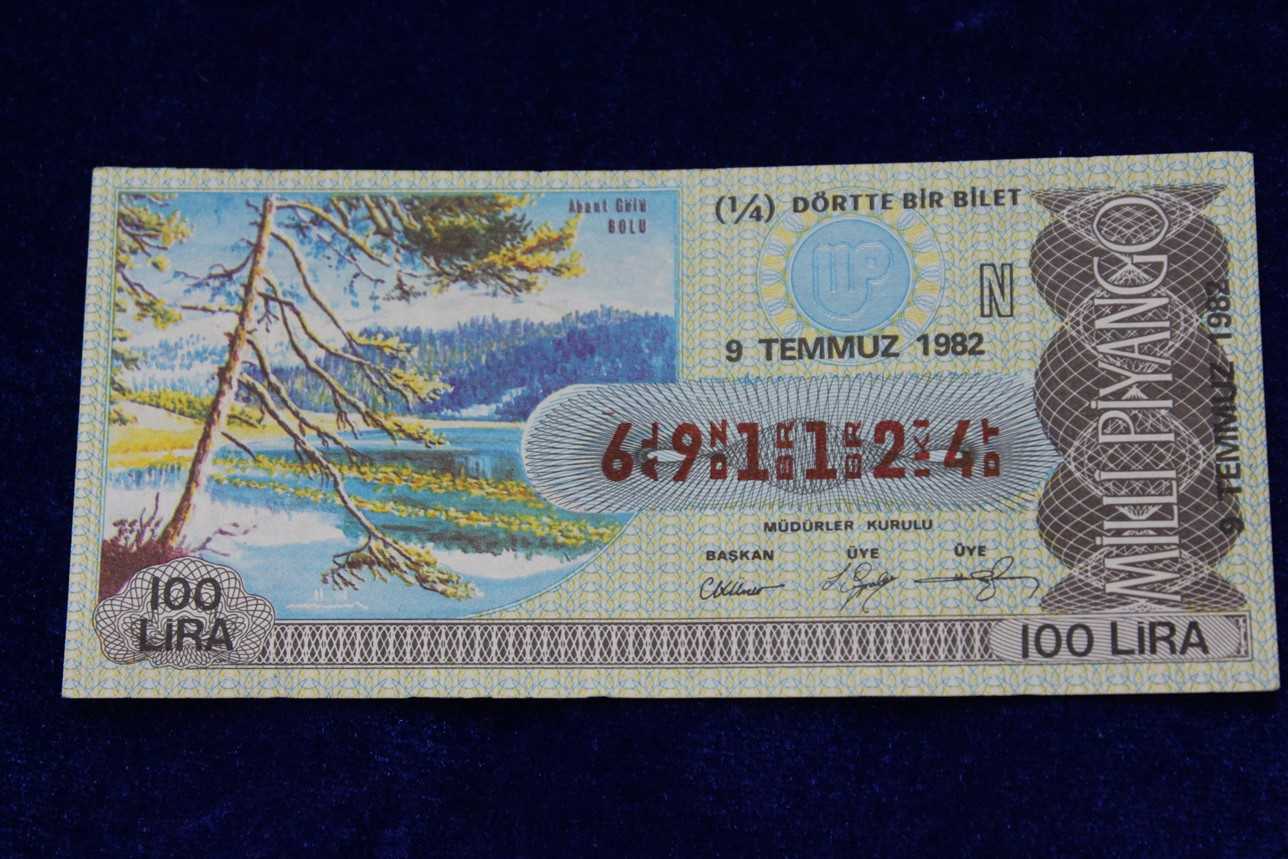 Abant Gölü
BOLU
(1/4) DÖRTTE BİR BİLET
N
9 TEMMUZ 1982
691124
MÜDÜRLER KURULU
BAŞKAN ÜYE ÜYE
100
LİRA
100 LİRA
MİLLİ PİYANGO
9 TEMMUZ 1982